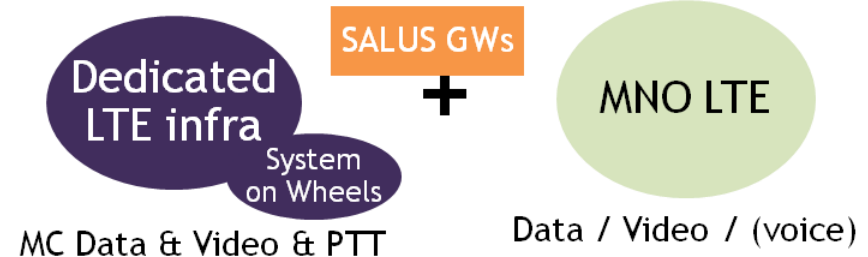 SALUS GWs
Dedicated
LTE infra
+
MNO LTE
System
on Wheels
MC Data & Video & PTT
Data / Video / (voice)